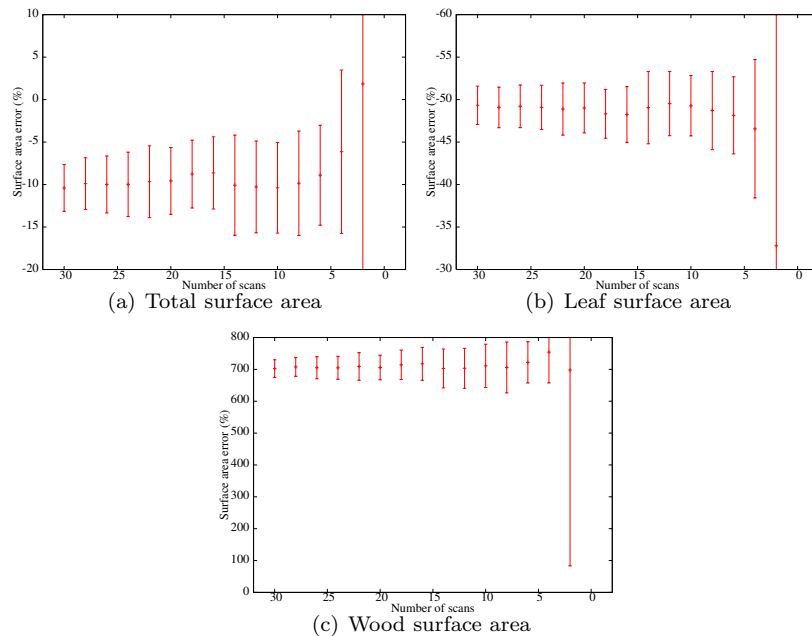 10
5
0
-5
-10
-15
-20
Surface area error (%)
30 25 20 15 10 5 0
Number of scans
(a) Total surface area
-60
-50
-40
-30
Surface area error (%)
30 25 20 15 10 5 0
Number of scans
(b) Leaf surface area
800
700
600
500
400
300
200
100
0
Surface area error (%)
30 25 20 15 10 5 0
Number of scans
(c) Wood surface area